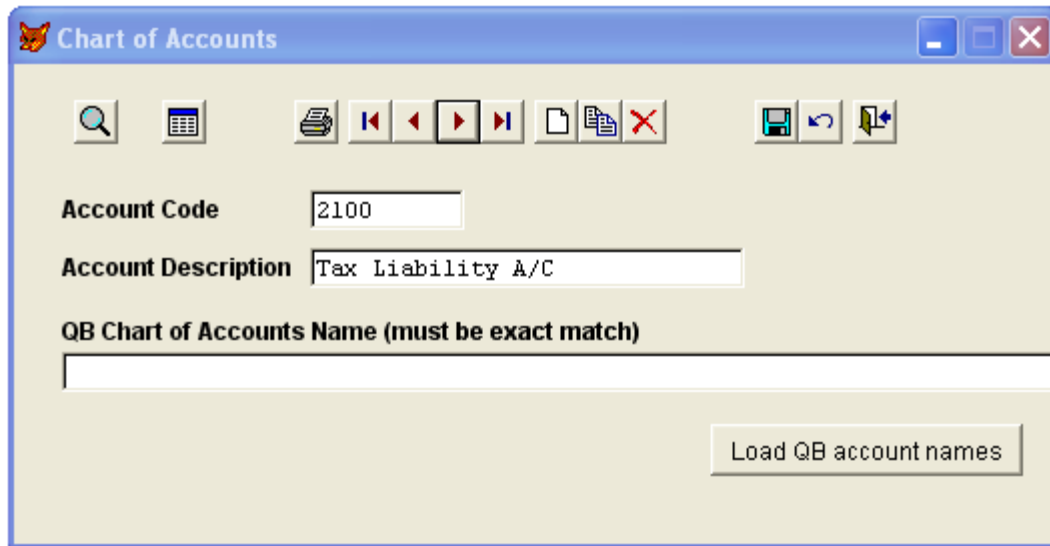 Chart of Accounts
Account Code 2100
Account Description Tax Liability A/C
QB Chart of Accounts Name (must be exact match)
Load QB account names